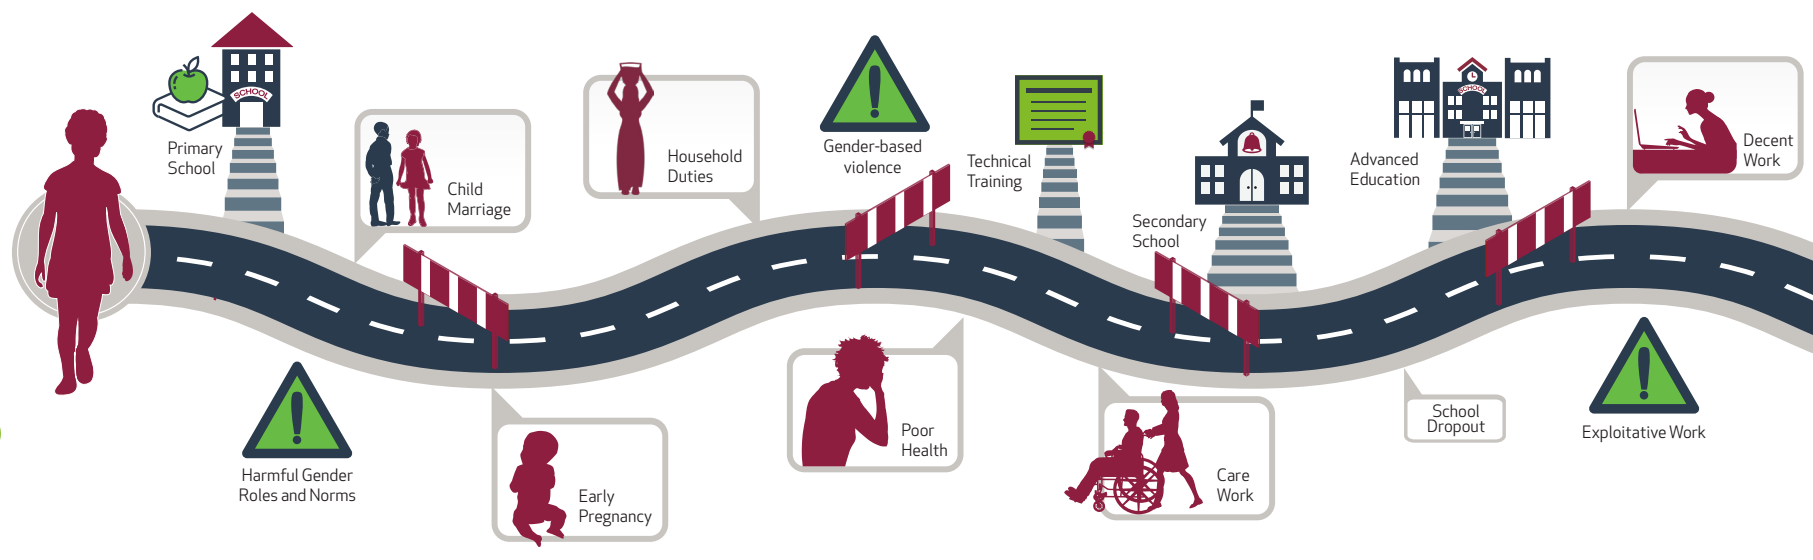 SCHOOL
Primary
School
Child
Marriage
Household
Duties
Gender-based
violence
Technical
Training
Secondary
School
SCHOOL
Advanced
Education
Decent
Work
Harmful Gender
Roles and Norms
Early
Pregnancy
Poor
Health
Care
Work
School
Dropout
Exploitative Work